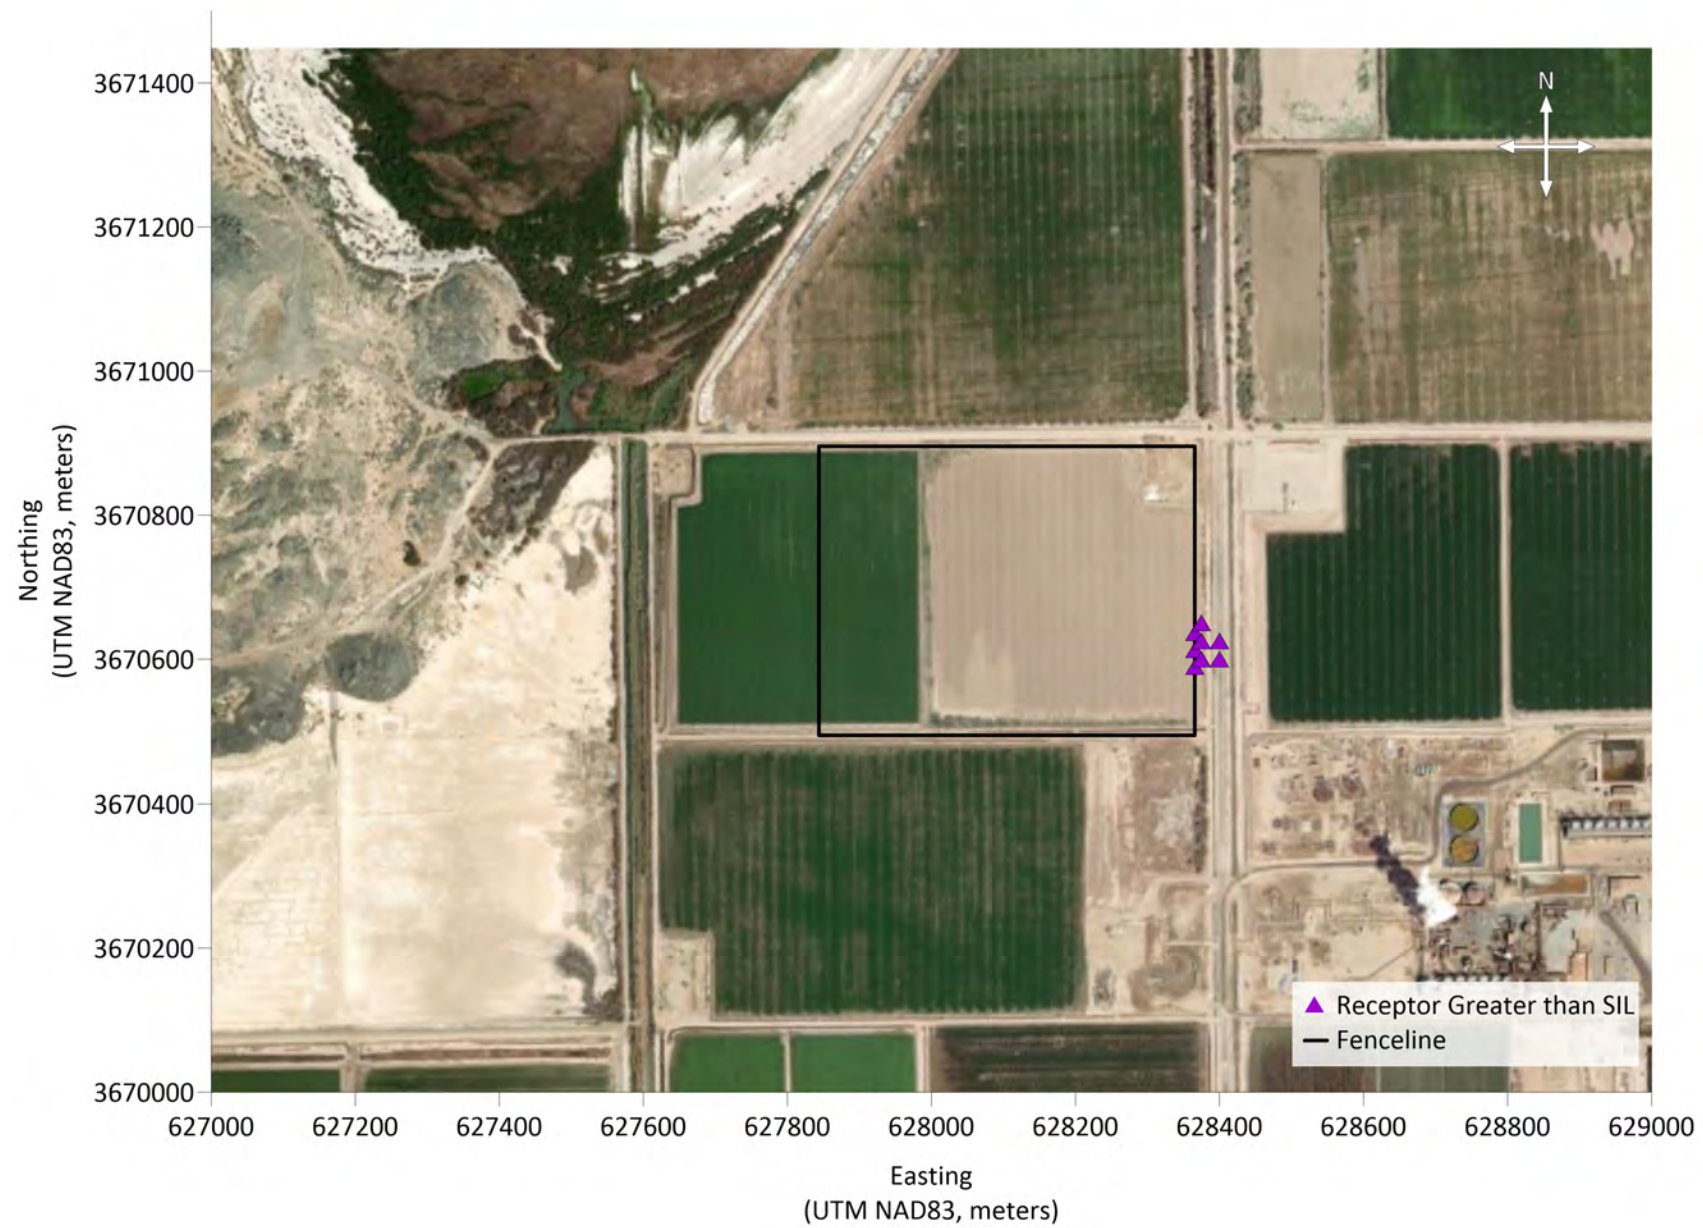 3671400
3671200
3671000
3670800
3670600
3670400
3670200
3670000
Northing
(UTM NAD83, meters)
N
Receptor Greater than SIL
Fenceline
627000 627200 627400 627600 627800 628000 628200 628400 628600 628800 629000
Easting
(UTM NAD83, meters)